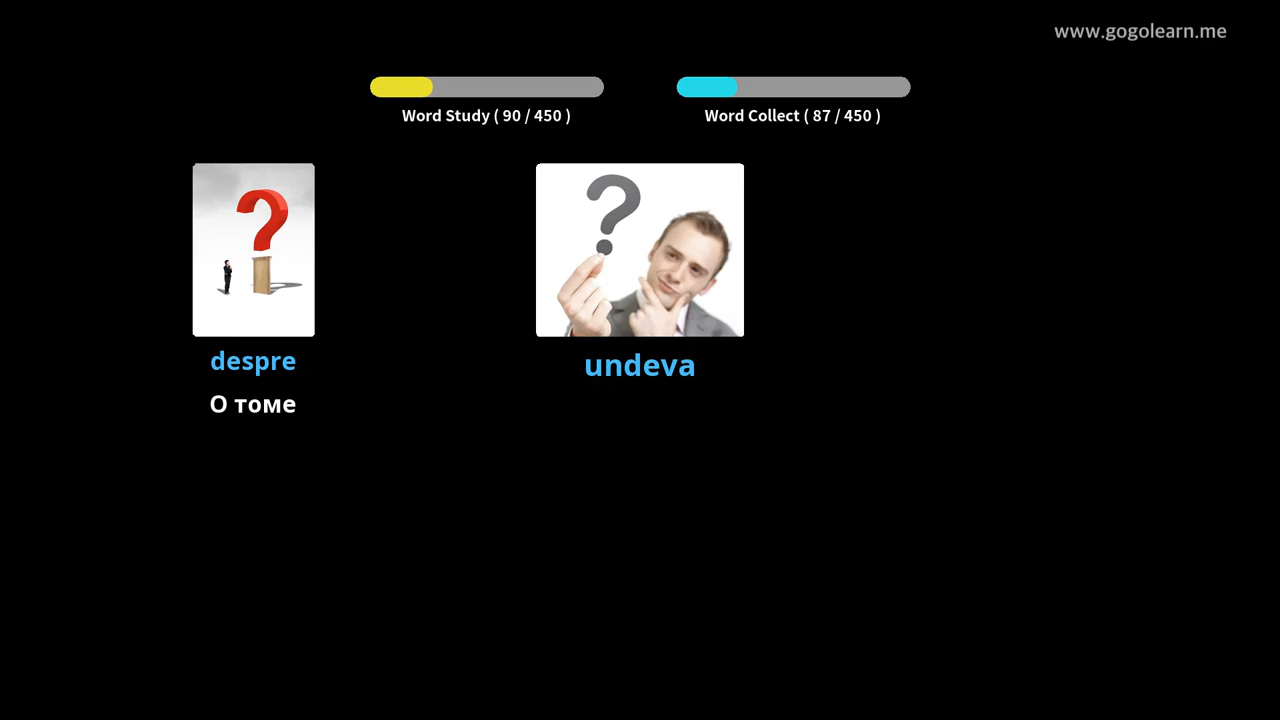 www.gogolearn.me
Word Study ( 90 / 450 )
Word Collect ( 87 / 450 )
despre
О томе
undeva